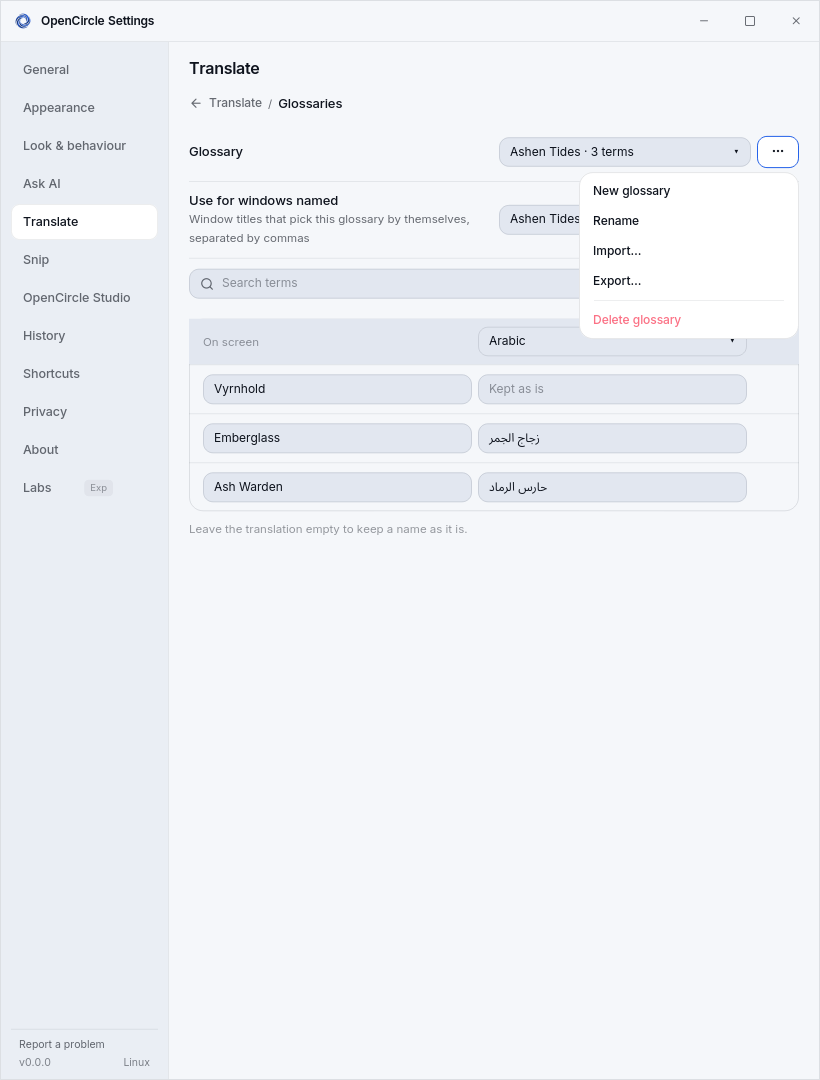 OpenCircle Settings
General
Appearance
Look & behaviour
Ask AI
Translate
Snip
OpenCircle Studio
History
Shortcuts
Privacy
About
Labs Exp
Report a problem
v0.0.0 Linux
Translate
Translate / Glossaries
Glossary
Ashen Tides · 3 terms
...
New glossary
Rename
Import...
Export...
Delete glossary
Use for windows named
Window titles that pick this glossary by themselves,
separated by commas
Ashen Tides
Search terms
On screen Arabic
Vyrnhold Kept as is
Emberglass زجاج الجمر
Ash Warden حارس الرماد
Leave the translation empty to keep a name as it is.